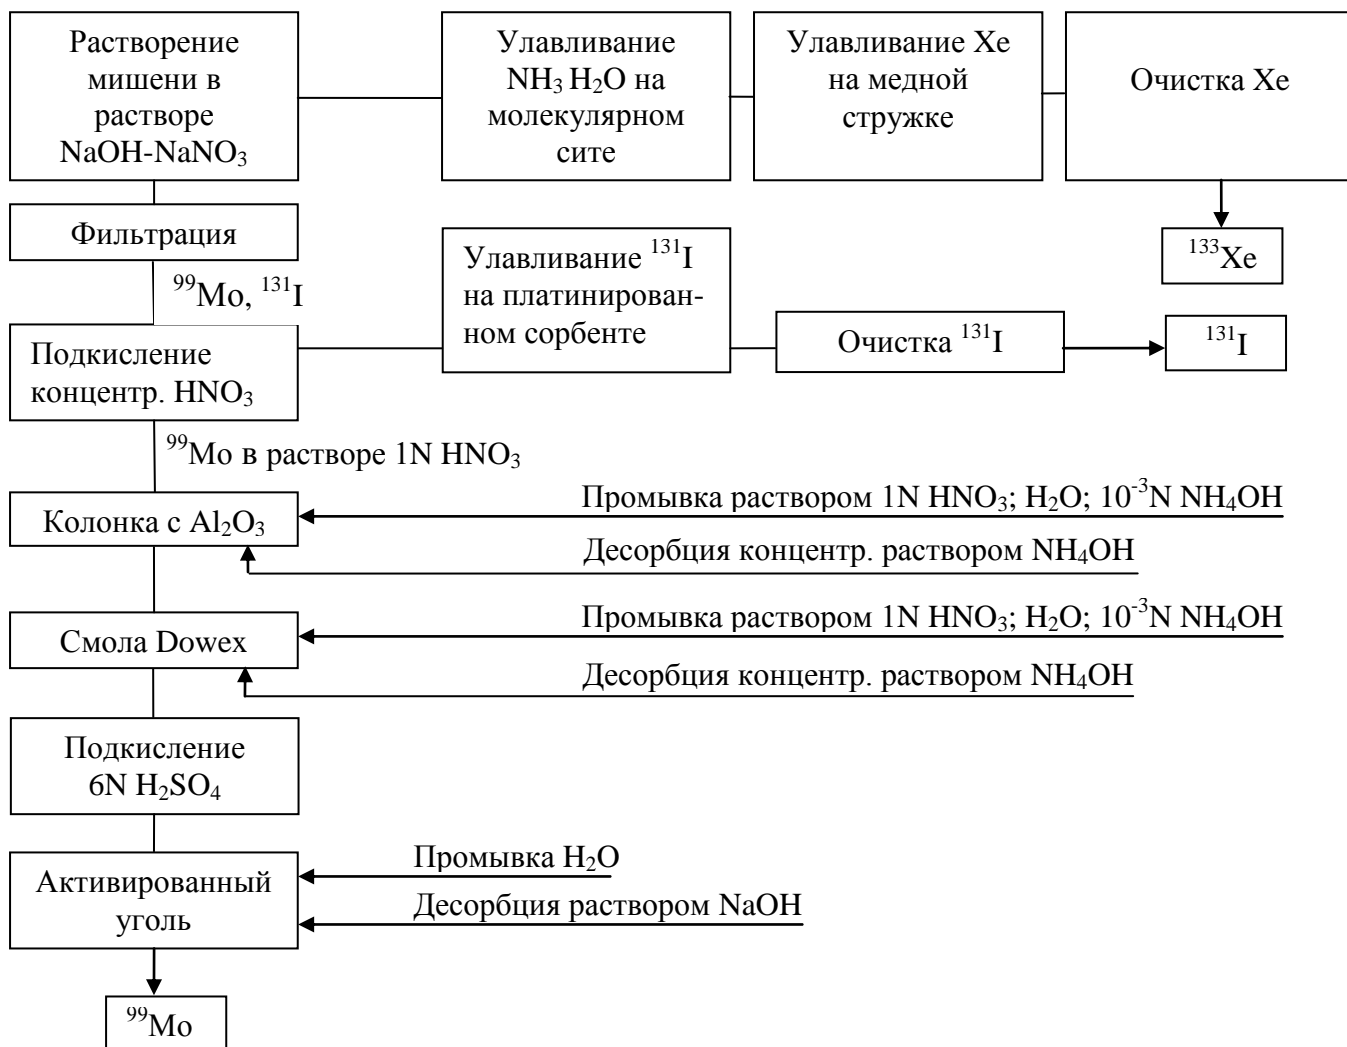 Растворение
мишени в
растворе
NaOH-NaNO₃
Улавливание
NH₃ H₂O на
молекулярном
сите
Улавливание Xe
на медной
стружке
Очистка Xe
¹³³Xe
Фильтрация
⁹⁹Mo, ¹³¹I
Улавливание ¹³¹I
на платинирован-
ном сорбенте
Очистка ¹³¹I
¹³¹I
Подкисление
концентр. HNO₃
⁹⁹Mo в растворе 1N HNO₃
Колонка с Al₂O₃
Промывка раствором 1N HNO₃; H₂O; 10⁻³N NH₄OH
Десорбция концентр. раствором NH₄OH
Смола Dowex
Промывка раствором 1N HNO₃; H₂O; 10⁻³N NH₄OH
Десорбция концентр. раствором NH₄OH
Подкисление
6N H₂SO₄
Активированный
уголь
Промывка H₂O
Десорбция раствором NaOH
⁹⁹Mo